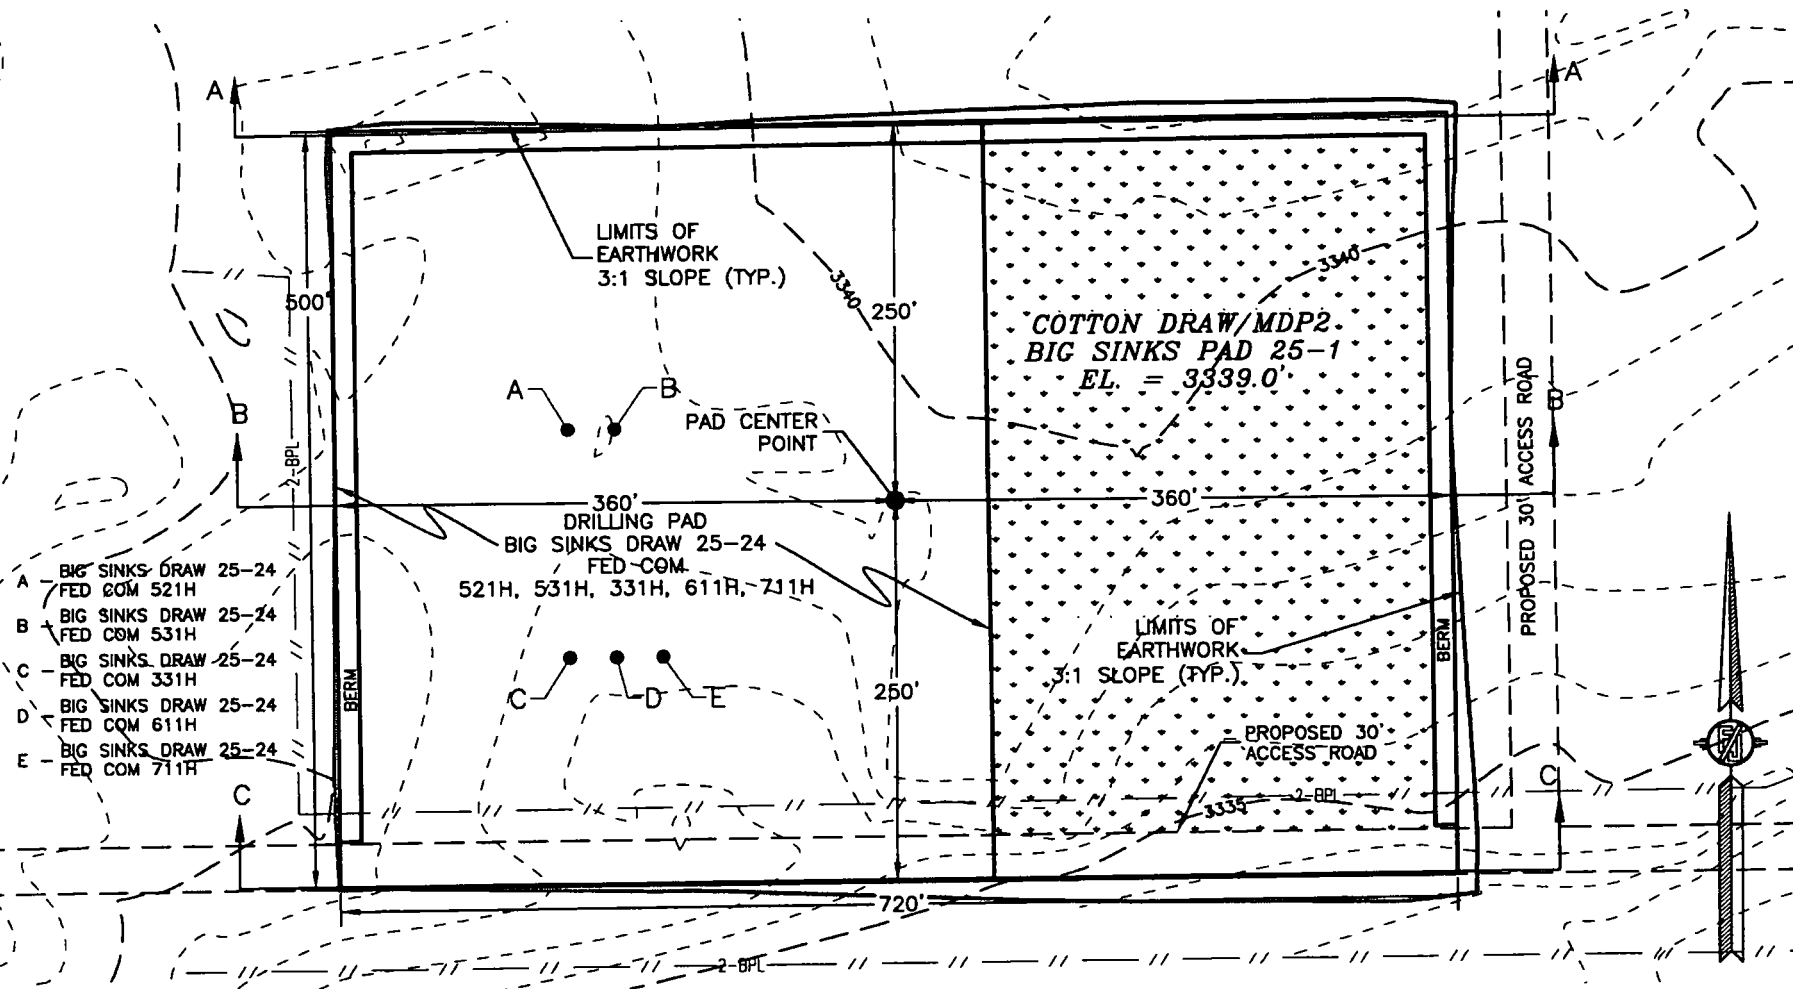 A
A
LIMITS OF
EARTHWORK
3:1 SLOPE (TYP.)
500'
3340
250'
3340
COTTON DRAW/MDP2
BIG SINKS PAD 25-1
EL. = 3339.0'
A
B
B
B
PAD CENTER
POINT
2-BPL
PROPOSED 30' ACCESS ROAD
360'
360'
DRILLING PAD
BIG SINKS DRAW 25-24
FED COM
521H, 531H, 331H, 611H, 711H
A - BIG SINKS DRAW 25-24
FED COM 521H
B - BIG SINKS DRAW 25-24
FED COM 531H
C - BIG SINKS DRAW 25-24
FED COM 331H
D - BIG SINKS DRAW 25-24
FED COM 611H
E - BIG SINKS DRAW 25-24
FED COM 711H
BERM
LIMITS OF
EARTHWORK
3:1 SLOPE (TYP.)
BERM
C
D
E
250'
PROPOSED 30'
ACCESS ROAD
C
C
3335
2-BPL
720'
2-BPL